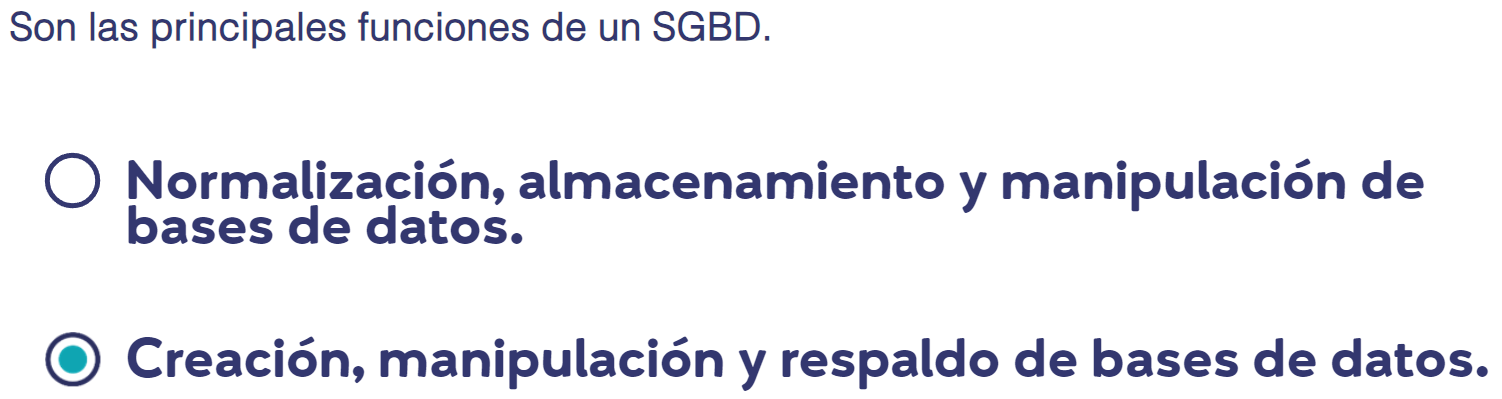 Son las principales funciones de un SGBD.
Normalización, almacenamiento y manipulación de
bases de datos.
Creación, manipulación y respaldo de bases de datos.